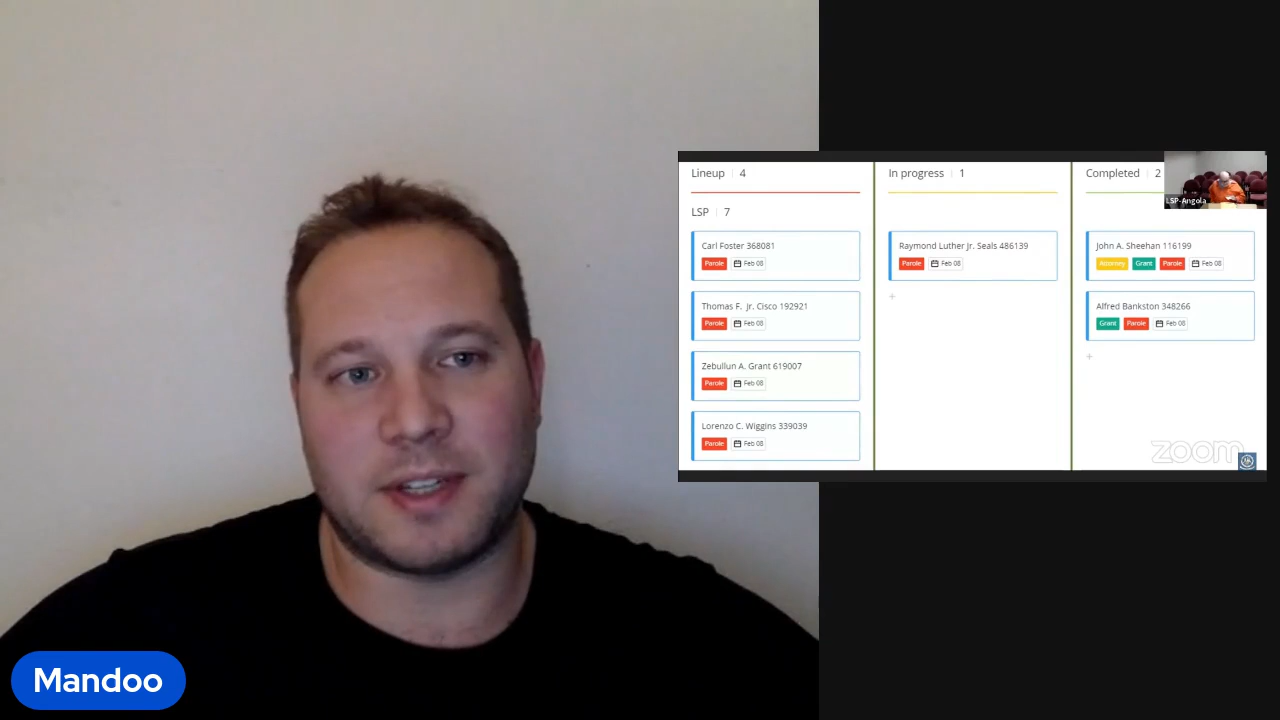 Lineup 4
In progress 1
Completed 2
LSP-Angola
LSP 7
Carl Foster 368081
Parole Feb 08
Thomas F. Jr. Cisco 192921
Parole Feb 08
Zebullun A. Grant 619007
Parole Feb 08
Lorenzo C. Wiggins 339039
Parole Feb 08
Raymond Luther Jr. Seals 486139
Parole Feb 08
+
John A. Sheehan 116199
Attorney Grant Parole Feb 08
Alfred Bankston 348266
Grant Parole Feb 08
+
zoom
Mandoo